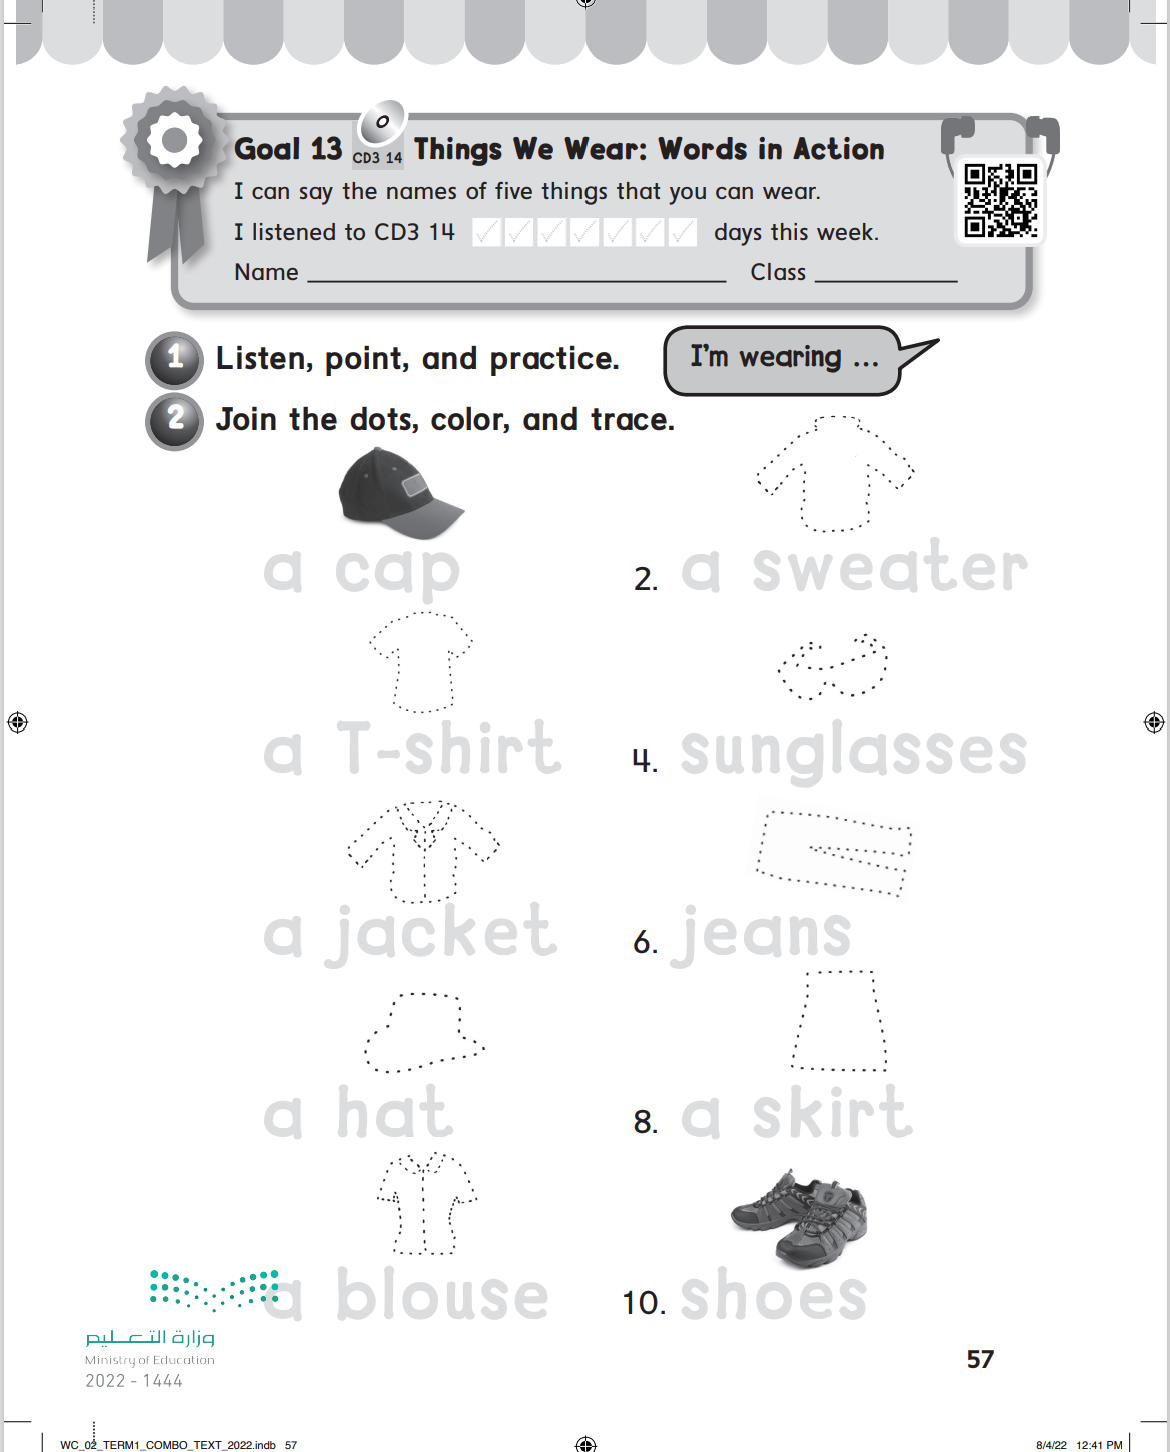 Goal 13 CD3 14 Things We Wear: Words in Action
I can say the names of five things that you can wear.
I listened to CD3 14 days this week.
Name Class
1 Listen, point, and practice.
I'm wearing ...
2 Join the dots, color, and trace.
a cap
2. a sweater
a T-shirt
4. sunglasses
a jacket
6. jeans
a hat
8. a skirt
a blouse
10. shoes
وزارة التعليم
Ministry of Education
2022 - 1444
57
WC_02_TERM1_COMBO_TEXT_2022.indb 57
8/4/22 12:41 PM